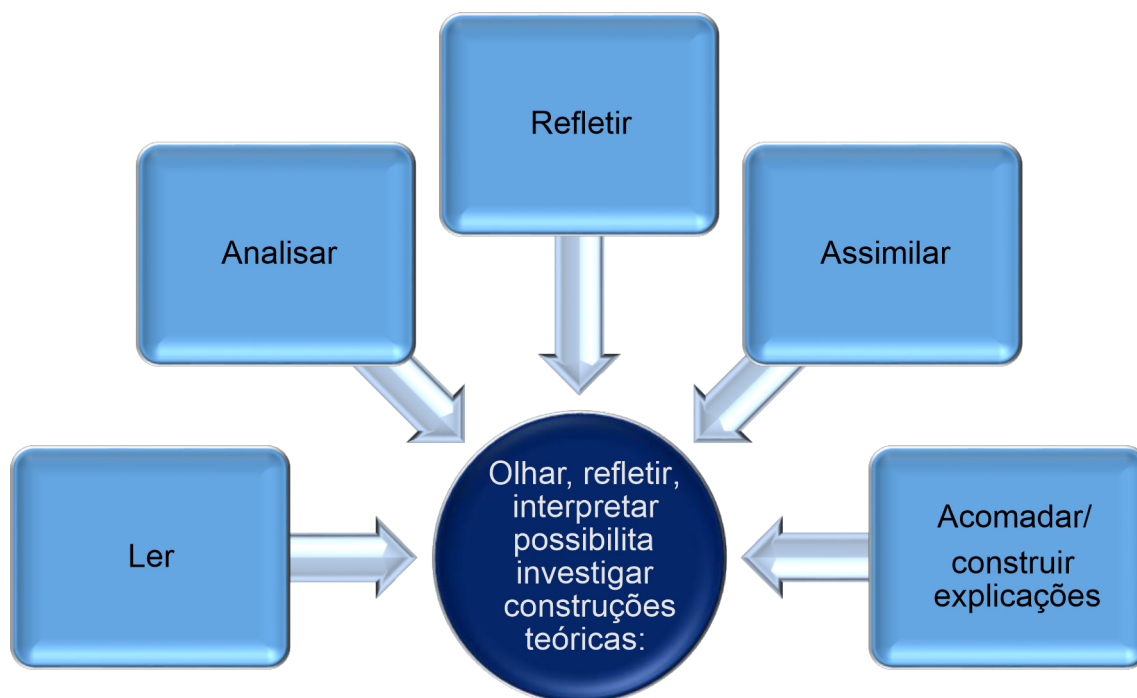 Refletir
Analisar
Assimilar
Ler
Olhar, refletir,
interpretar
possibilita
investigar
construções
teóricas:
Acomadar/
construir
explicações